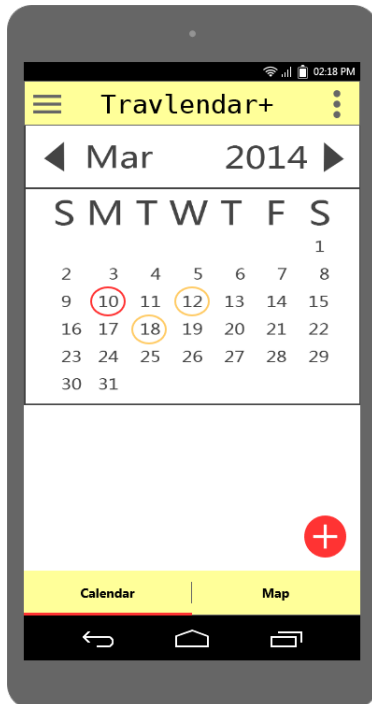 02:18 PM
Travlendar+
Mar 2014
S M T W T F S
1
2 3 4 5 6 7 8
9 10 11 12 13 14 15
16 17 18 19 20 21 22
23 24 25 26 27 28 29
30 31
Calendar Map